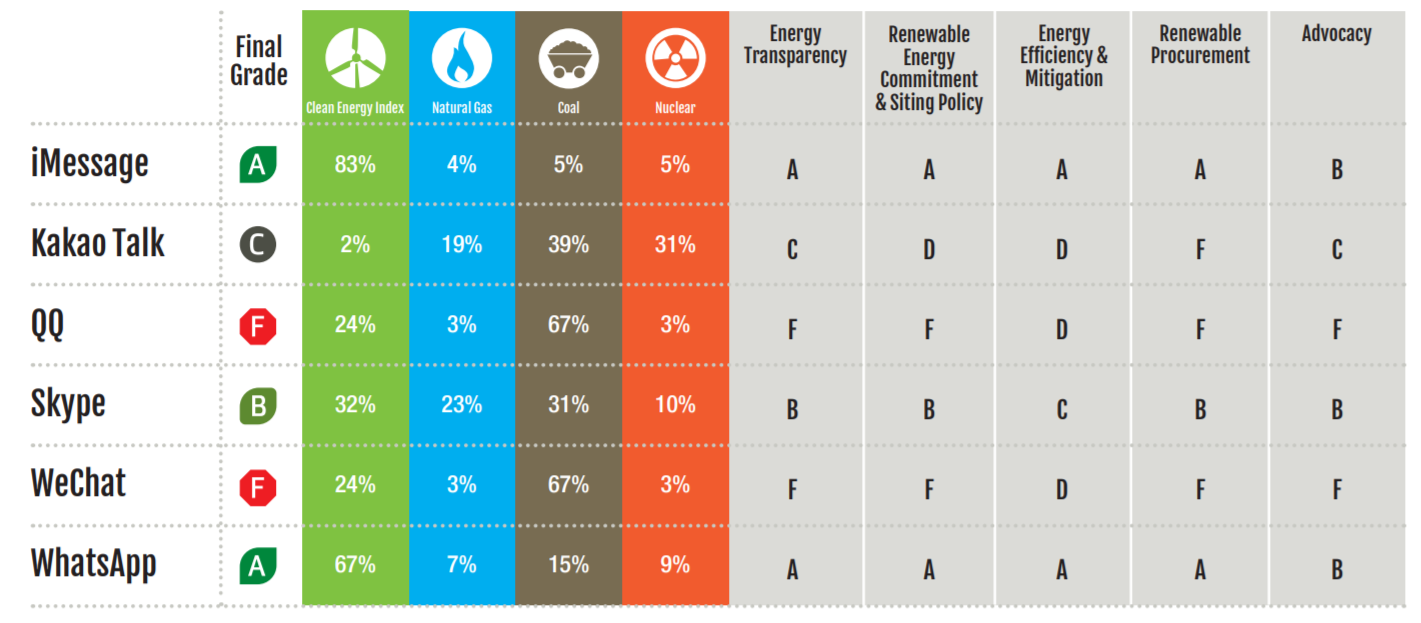 Final Grade
Clean Energy Index
Natural Gas
Coal
Nuclear
Energy Transparency
Renewable Energy Commitment & Siting Policy
Energy Efficiency & Mitigation
Renewable Procurement
Advocacy
iMessage A 83% 4% 5% 5% A A A A B
Kakao Talk C 2% 19% 39% 31% C D D F C
QQ F 24% 3% 67% 3% F F D F F
Skype B 32% 23% 31% 10% B B C B B
WeChat F 24% 3% 67% 3% F F D F F
WhatsApp A 67% 7% 15% 9% A A A A B